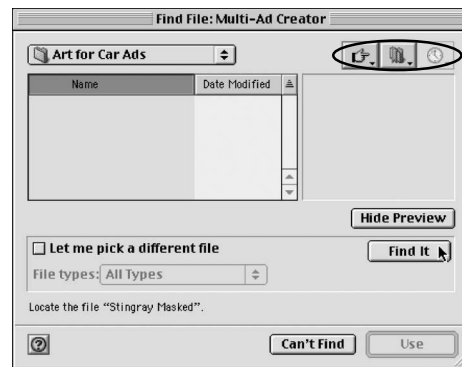 Find File: Multi-Ad Creator
Art for Car Ads
Name Date Modified
Hide Preview
Let me pick a different file
Find It
File types: All Types
Locate the file “Stingray Masked”.
?
Can't Find Use